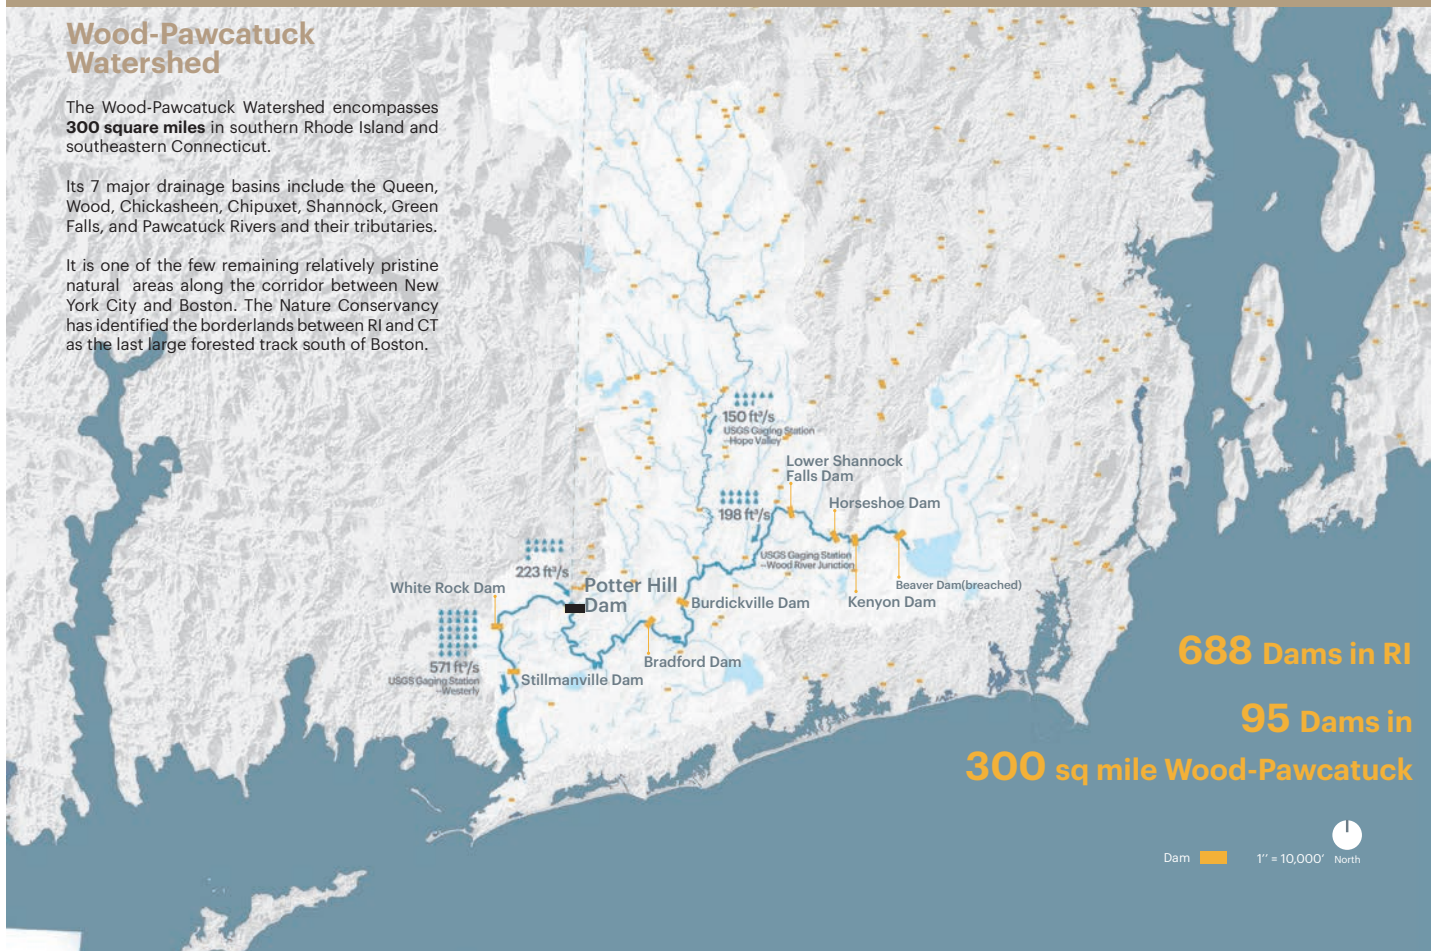 Wood-Pawcatuck
Watershed
The Wood-Pawcatuck Watershed encompasses
300 square miles in southern Rhode Island and
southeastern Connecticut.
Its 7 major drainage basins include the Queen,
Wood, Chickasheen, Chipuxet, Shannock, Green
Falls, and Pawcatuck Rivers and their tributaries.
It is one of the few remaining relatively pristine
natural areas along the corridor between New
York City and Boston. The Nature Conservancy
has identified the borderlands between RI and CT
as the last large forested track south of Boston.
150 ft³/s
USGS Gaging Station
--Hope Valley
Lower Shannock
Falls Dam
Horseshoe Dam
198 ft³/s
USGS Gaging Station
--Wood River Junction
Beaver Dam(breached)
Kenyon Dam
223 ft³/s
Potter Hill
Dam
White Rock Dam
Burdickville Dam
571 ft³/s
USGS Gaging Station
--Westerly
Bradford Dam
Stillmanville Dam
688 Dams in RI
95 Dams in
300 sq mile Wood-Pawcatuck
Dam
1'' = 10,000'
North